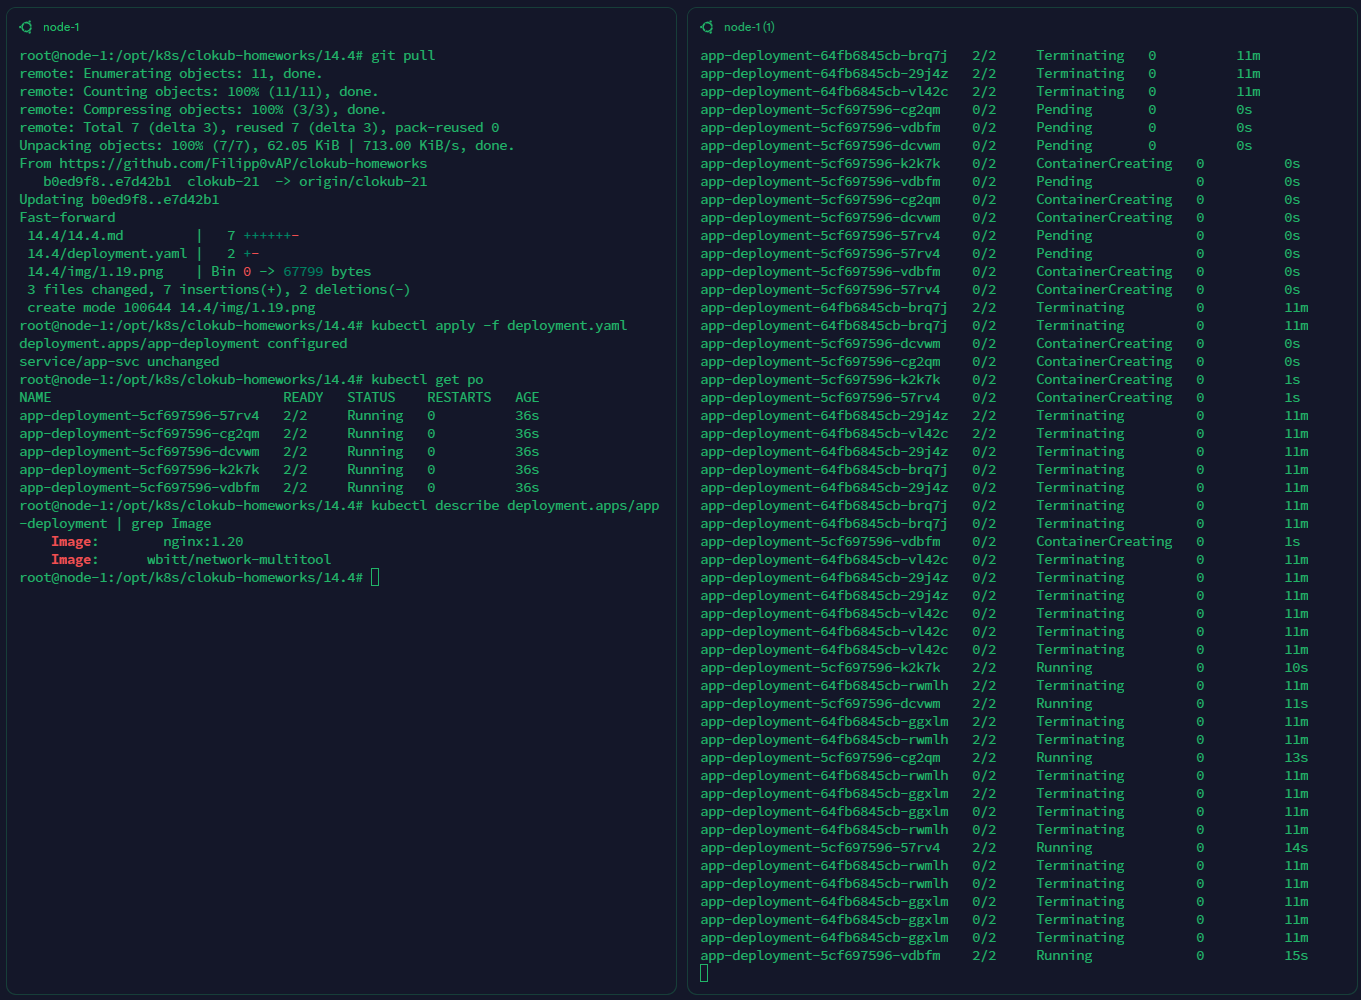 node-1
root@node-1:/opt/k8s/clokub-homeworks/14.4# git pull
remote: Enumerating objects: 11, done.
remote: Counting objects: 100% (11/11), done.
remote: Compressing objects: 100% (3/3), done.
remote: Total 7 (delta 3), reused 7 (delta 3), pack-reused 0
Unpacking objects: 100% (7/7), 62.05 KiB | 713.00 KiB/s, done.
From https://github.com/Filipp0vAP/clokub-homeworks
   b0ed9f8..e7d42b1  clokub-21  -> origin/clokub-21
Updating b0ed9f8..e7d42b1
Fast-forward
 14.4/14.4.md         |   7 ++++++-
 14.4/deployment.yaml |   2 +-
 14.4/img/1.19.png    | Bin 0 -> 67799 bytes
 3 files changed, 7 insertions(+), 2 deletions(-)
 create mode 100644 14.4/img/1.19.png
root@node-1:/opt/k8s/clokub-homeworks/14.4# kubectl apply -f deployment.yaml
deployment.apps/app-deployment configured
service/app-svc unchanged
root@node-1:/opt/k8s/clokub-homeworks/14.4# kubectl get po
NAME                             READY   STATUS    RESTARTS   AGE
app-deployment-5cf697596-57rv4   2/2     Running   0          36s
app-deployment-5cf697596-cg2qm   2/2     Running   0          36s
app-deployment-5cf697596-dcvwm   2/2     Running   0          36s
app-deployment-5cf697596-k2k7k   2/2     Running   0          36s
app-deployment-5cf697596-vdbfm   2/2     Running   0          36s
root@node-1:/opt/k8s/clokub-homeworks/14.4# kubectl describe deployment.apps/app
-deployment | grep Image
    Image:        nginx:1.20
    Image:      wbitt/network-multitool
root@node-1:/opt/k8s/clokub-homeworks/14.4#
node-1 (1)
app-deployment-64fb6845cb-brq7j   2/2     Terminating   0          11m
app-deployment-64fb6845cb-29j4z   2/2     Terminating   0          11m
app-deployment-64fb6845cb-vl42c   2/2     Terminating   0          11m
app-deployment-5cf697596-cg2qm    0/2     Pending       0          0s
app-deployment-5cf697596-vdbfm    0/2     Pending       0          0s
app-deployment-5cf697596-dcvwm    0/2     Pending       0          0s
app-deployment-5cf697596-k2k7k    0/2     ContainerCreating   0          0s
app-deployment-5cf697596-vdbfm    0/2     Pending             0          0s
app-deployment-5cf697596-cg2qm    0/2     ContainerCreating   0          0s
app-deployment-5cf697596-dcvwm    0/2     ContainerCreating   0          0s
app-deployment-5cf697596-57rv4    0/2     Pending             0          0s
app-deployment-5cf697596-57rv4    0/2     Pending             0          0s
app-deployment-5cf697596-vdbfm    0/2     ContainerCreating   0          0s
app-deployment-5cf697596-57rv4    0/2     ContainerCreating   0          0s
app-deployment-64fb6845cb-brq7j   2/2     Terminating         0          11m
app-deployment-64fb6845cb-brq7j   0/2     Terminating         0          11m
app-deployment-5cf697596-dcvwm    0/2     ContainerCreating   0          0s
app-deployment-5cf697596-cg2qm    0/2     ContainerCreating   0          0s
app-deployment-5cf697596-k2k7k    0/2     ContainerCreating   0          1s
app-deployment-5cf697596-57rv4    0/2     ContainerCreating   0          1s
app-deployment-64fb6845cb-29j4z   2/2     Terminating         0          11m
app-deployment-64fb6845cb-vl42c   2/2     Terminating         0          11m
app-deployment-64fb6845cb-29j4z   0/2     Terminating         0          11m
app-deployment-64fb6845cb-brq7j   0/2     Terminating         0          11m
app-deployment-64fb6845cb-29j4z   0/2     Terminating         0          11m
app-deployment-64fb6845cb-brq7j   0/2     Terminating         0          11m
app-deployment-64fb6845cb-brq7j   0/2     Terminating         0          11m
app-deployment-5cf697596-vdbfm    0/2     ContainerCreating   0          1s
app-deployment-64fb6845cb-vl42c   0/2     Terminating         0          11m
app-deployment-64fb6845cb-29j4z   0/2     Terminating         0          11m
app-deployment-64fb6845cb-29j4z   0/2     Terminating         0          11m
app-deployment-64fb6845cb-vl42c   0/2     Terminating         0          11m
app-deployment-64fb6845cb-vl42c   0/2     Terminating         0          11m
app-deployment-64fb6845cb-vl42c   0/2     Terminating         0          11m
app-deployment-5cf697596-k2k7k    2/2     Running             0          10s
app-deployment-64fb6845cb-rwmlh   2/2     Terminating         0          11m
app-deployment-5cf697596-dcvwm    2/2     Running             0          11s
app-deployment-64fb6845cb-ggxlm   2/2     Terminating         0          11m
app-deployment-64fb6845cb-rwmlh   2/2     Terminating         0          11m
app-deployment-5cf697596-cg2qm    2/2     Running             0          13s
app-deployment-64fb6845cb-rwmlh   0/2     Terminating         0          11m
app-deployment-64fb6845cb-ggxlm   2/2     Terminating         0          11m
app-deployment-64fb6845cb-ggxlm   0/2     Terminating         0          11m
app-deployment-64fb6845cb-rwmlh   0/2     Terminating         0          11m
app-deployment-5cf697596-57rv4    2/2     Running             0          14s
app-deployment-64fb6845cb-rwmlh   0/2     Terminating         0          11m
app-deployment-64fb6845cb-rwmlh   0/2     Terminating         0          11m
app-deployment-64fb6845cb-ggxlm   0/2     Terminating         0          11m
app-deployment-64fb6845cb-ggxlm   0/2     Terminating         0          11m
app-deployment-64fb6845cb-ggxlm   0/2     Terminating         0          11m
app-deployment-5cf697596-vdbfm    2/2     Running             0          15s